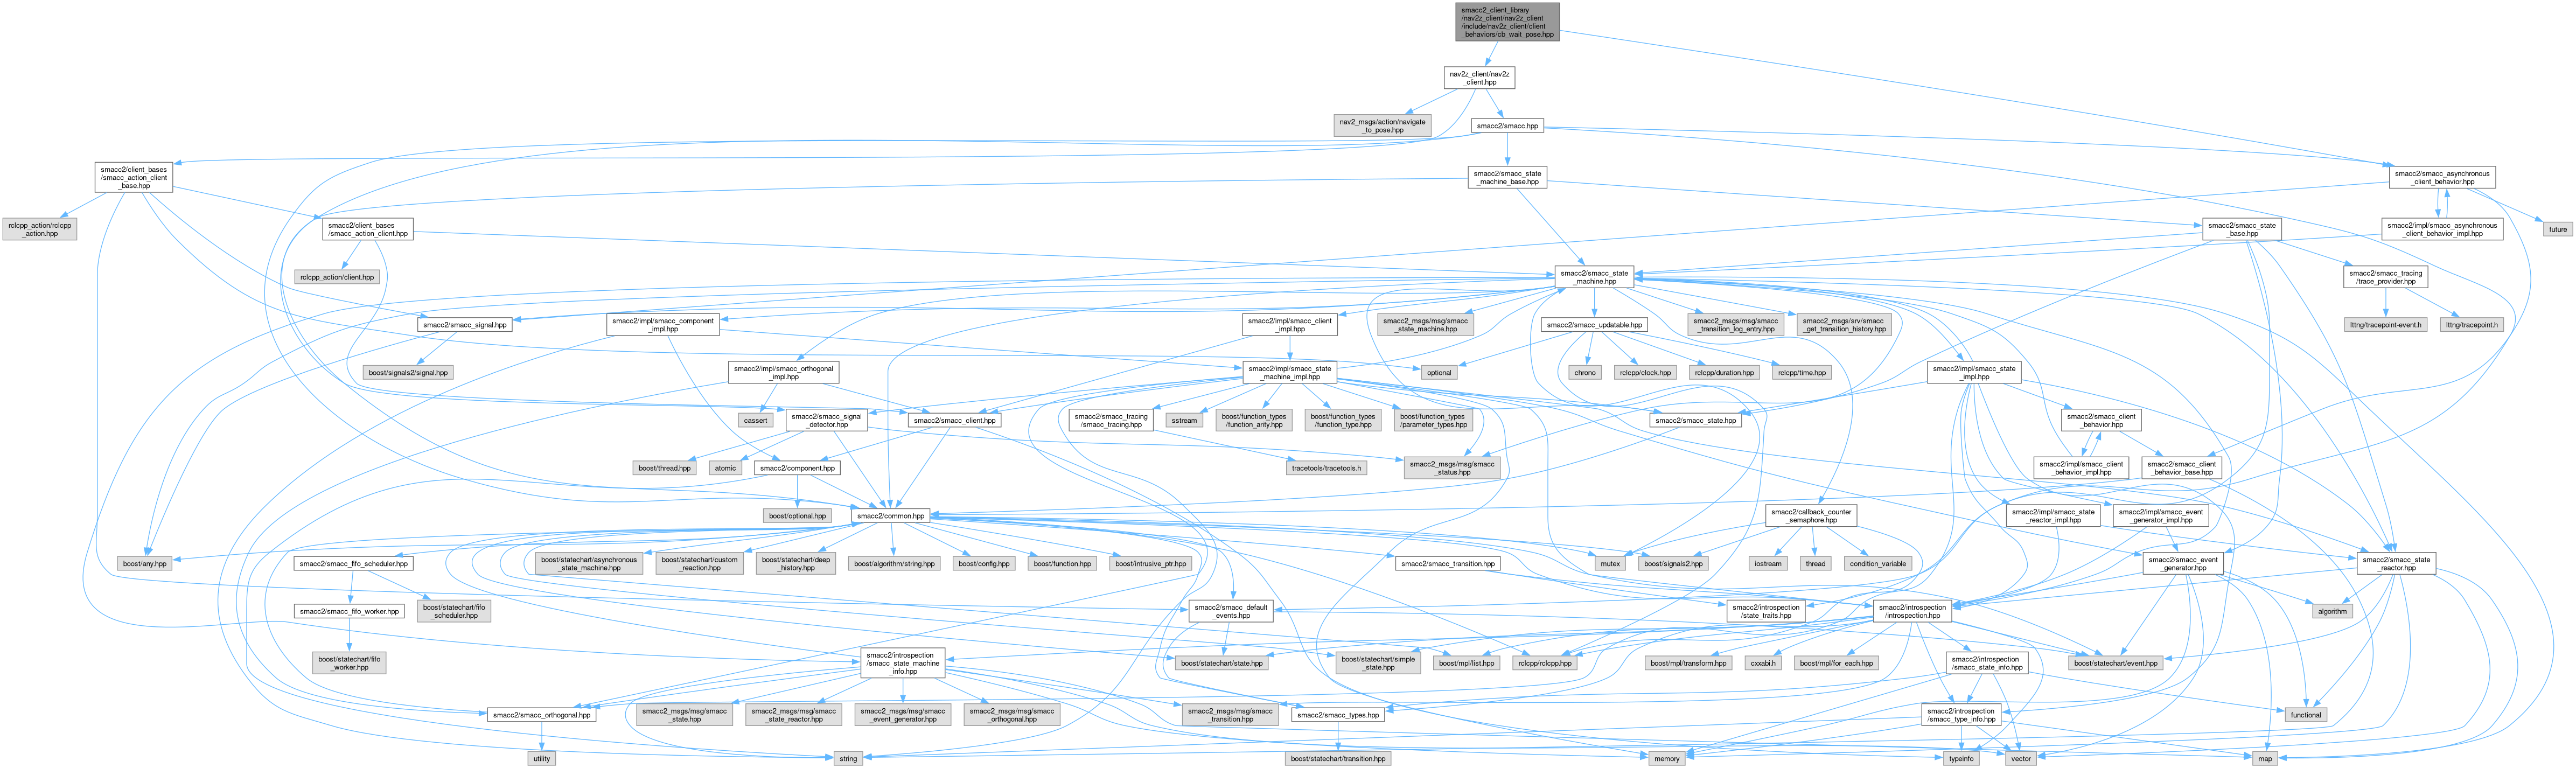 smacc2_client_library
/nav2z_client/nav2z_client
/include/nav2z_client/client
_behaviors/cb_wait_pose.hpp
nav2z_client/nav2z
_client.hpp
nav2_msgs/action/navigate
_to_pose.hpp
smacc2/smacc.hpp
smacc2/client_bases
/smacc_action_client
_base.hpp
smacc2/smacc_state
_machine_base.hpp
smacc2/smacc_asynchronous
_client_behavior.hpp
rclcpp_action/rclcpp
_action.hpp
smacc2/client_bases
/smacc_action_client.hpp
smacc2/smacc_state
_base.hpp
smacc2/impl/smacc_asynchronous
_client_behavior_impl.hpp
future
rclcpp_action/client.hpp
smacc2/smacc_state
_machine.hpp
smacc2/smacc_tracing
/trace_provider.hpp
smacc2/smacc_signal.hpp
smacc2/impl/smacc_component
_impl.hpp
smacc2/impl/smacc_client
_impl.hpp
smacc2_msgs/msg/smacc
_state_machine.hpp
smacc2/smacc_updatable.hpp
smacc2_msgs/msg/smacc
_transition_log_entry.hpp
smacc2_msgs/srv/smacc
_get_transition_history.hpp
lttng/tracepoint-event.h
lttng/tracepoint.h
boost/signals2/signal.hpp
smacc2/impl/smacc_orthogonal
_impl.hpp
smacc2/impl/smacc_state
_machine_impl.hpp
optional
chrono
rclcpp/clock.hpp
rclcpp/duration.hpp
rclcpp/time.hpp
smacc2/impl/smacc_state
_impl.hpp
cassert
smacc2/smacc_signal
_detector.hpp
smacc2/smacc_client.hpp
smacc2/smacc_tracing
/smacc_tracing.hpp
sstream
boost/function_types
/function_arity.hpp
boost/function_types
/function_type.hpp
boost/function_types
/parameter_types.hpp
smacc2/smacc_state.hpp
smacc2/smacc_client
_behavior.hpp
boost/thread.hpp
atomic
smacc2/component.hpp
tracetools/tracetools.h
smacc2_msgs/msg/smacc
_status.hpp
smacc2/impl/smacc_client
_behavior_impl.hpp
smacc2/smacc_client
_behavior_base.hpp
boost/optional.hpp
smacc2/common.hpp
smacc2/callback_counter
_semaphore.hpp
smacc2/impl/smacc_state
_reactor_impl.hpp
smacc2/impl/smacc_event
_generator_impl.hpp
boost/any.hpp
smacc2/smacc_fifo_scheduler.hpp
boost/statechart/asynchronous
_state_machine.hpp
boost/statechart/custom
_reaction.hpp
boost/statechart/deep
_history.hpp
boost/algorithm/string.hpp
boost/config.hpp
boost/function.hpp
boost/intrusive_ptr.hpp
smacc2/smacc_transition.hpp
mutex
boost/signals2.hpp
iostream
thread
condition_variable
smacc2/smacc_event
_generator.hpp
smacc2/smacc_state
_reactor.hpp
smacc2/smacc_fifo_worker.hpp
boost/statechart/fifo
_scheduler.hpp
smacc2/smacc_default
_events.hpp
smacc2/introspection
/state_traits.hpp
smacc2/introspection
/introspection.hpp
algorithm
boost/statechart/fifo
_worker.hpp
smacc2/introspection
/smacc_state_machine
_info.hpp
boost/statechart/state.hpp
boost/statechart/simple
_state.hpp
boost/mpl/list.hpp
rclcpp/rclcpp.hpp
boost/mpl/transform.hpp
cxxabi.h
boost/mpl/for_each.hpp
smacc2/introspection
/smacc_state_info.hpp
boost/statechart/event.hpp
smacc2/smacc_orthogonal.hpp
smacc2_msgs/msg/smacc
_state.hpp
smacc2_msgs/msg/smacc
_state_reactor.hpp
smacc2_msgs/msg/smacc
_event_generator.hpp
smacc2_msgs/msg/smacc
_orthogonal.hpp
smacc2_msgs/msg/smacc
_transition.hpp
smacc2/smacc_types.hpp
smacc2/introspection
/smacc_type_info.hpp
functional
utility
string
memory
boost/statechart/transition.hpp
typeinfo
vector
map